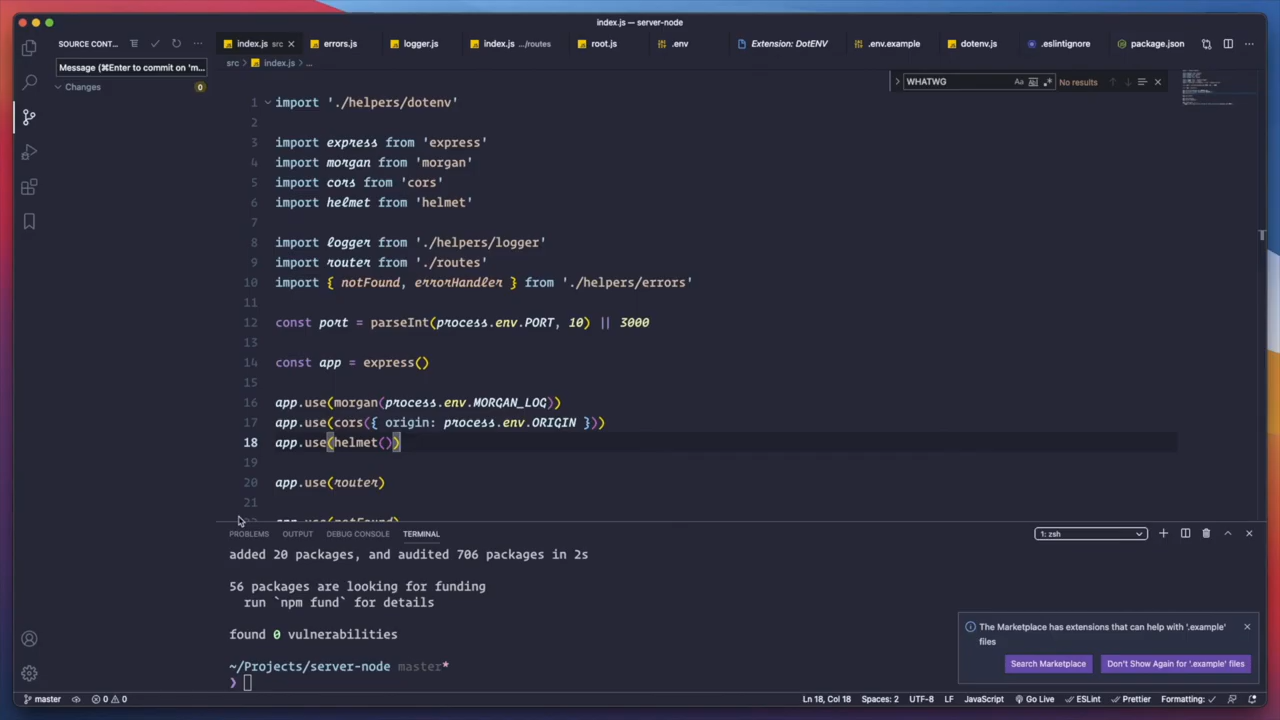 index.js — server-node
SOURCE CONT...
index.js src
errors.js
logger.js
index.js .../routes
root.js
.env
Extension: DotENV
.env.example
dotenv.js
.eslintignore
package.json
Message (⌘Enter to commit on 'm...
src > index.js > ...
WHATWG
Aa
No results
Changes
0
1 import './helpers/dotenv'
2
3 import express from 'express'
4 import morgan from 'morgan'
5 import cors from 'cors'
6 import helmet from 'helmet'
7
8 import logger from './helpers/logger'
9 import router from './routes'
10 import { notFound, errorHandler } from './helpers/errors'
11
12 const port = parseInt(process.env.PORT, 10) || 3000
13
14 const app = express()
15
16 app.use(morgan(process.env.MORGAN_LOG))
17 app.use(cors({ origin: process.env.ORIGIN }))
18 app.use(helmet())
19
20 app.use(router)
21
22 app.use(notFound)
PROBLEMS OUTPUT DEBUG CONSOLE TERMINAL
1: zsh
added 20 packages, and audited 706 packages in 2s
56 packages are looking for funding
run `npm fund` for details
found 0 vulnerabilities
~/Projects/server-node master*
❯
The Marketplace has extensions that can help with '.example'
files
Search Marketplace
Don't Show Again for '.example' files
master
0 0
Ln 18, Col 18
Spaces: 2
UTF-8
LF
JavaScript
Go Live
ESLint
Prettier
Formatting: ✓